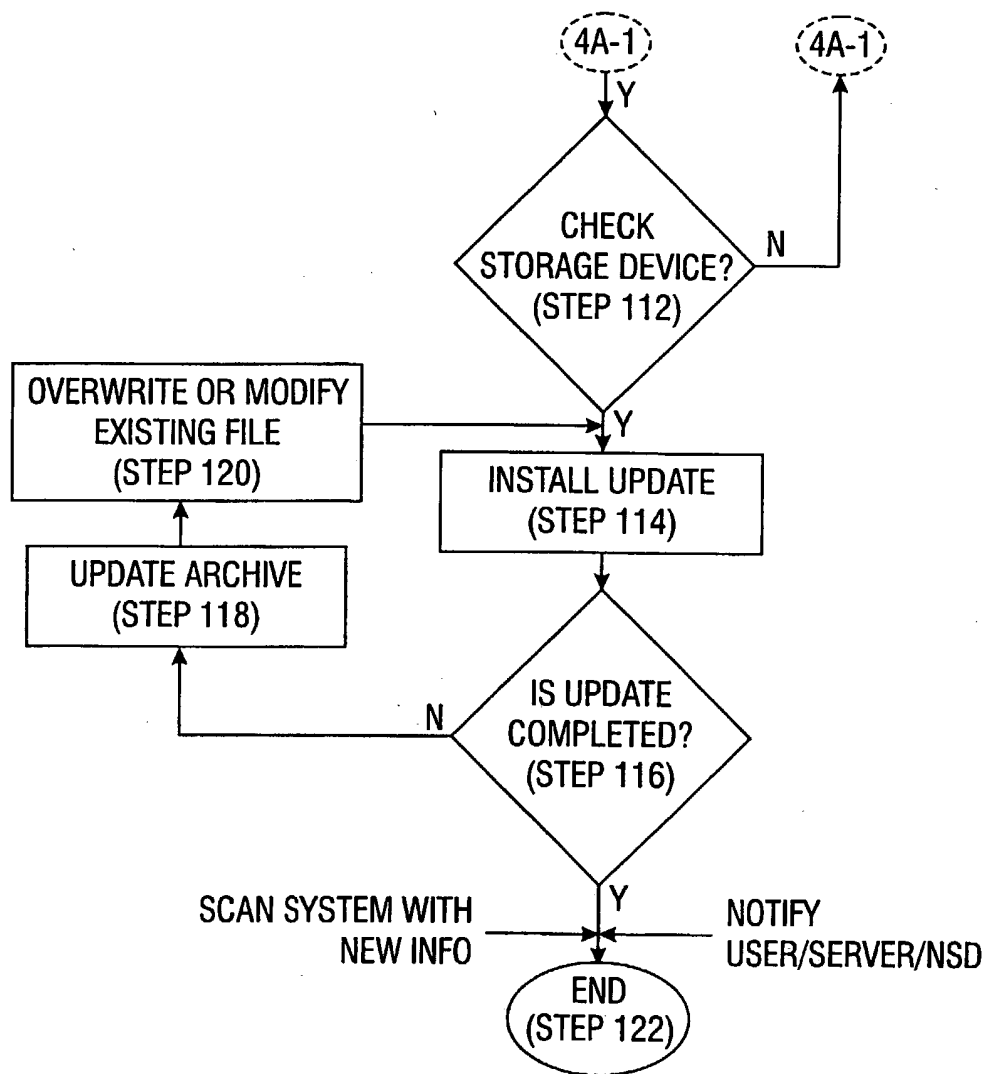 4A-1
4A-1
Y
CHECK
STORAGE DEVICE?
(STEP 112)
N
OVERWRITE OR MODIFY
EXISTING FILE
(STEP 120)
Y
INSTALL UPDATE
(STEP 114)
UPDATE ARCHIVE
(STEP 118)
IS UPDATE
COMPLETED?
(STEP 116)
N
Y
SCAN SYSTEM WITH
NEW INFO
NOTIFY
USER/SERVER/NSD
END
(STEP 122)